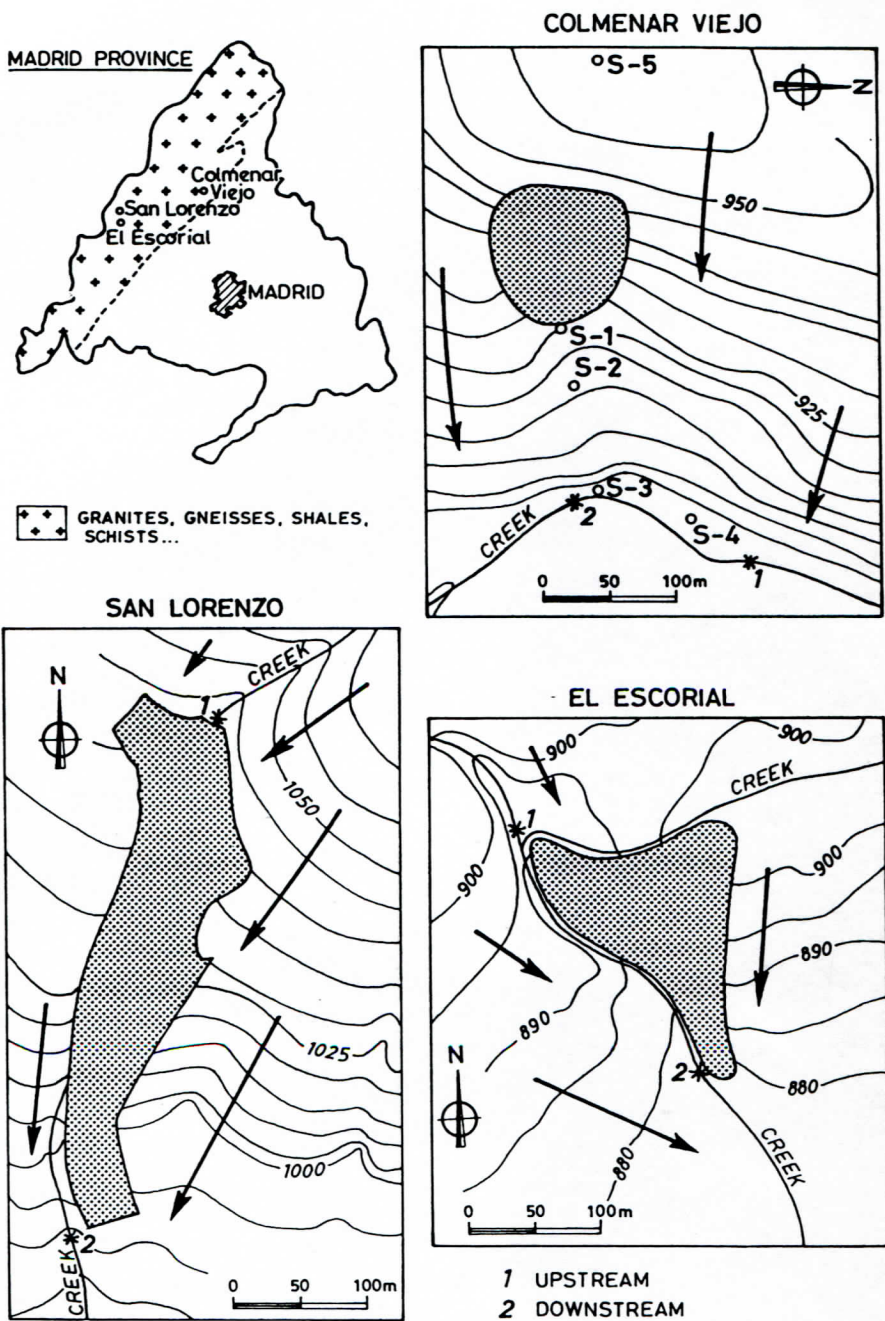 MADRID PROVINCE
Colmenar
Viejo
San Lorenzo
El Escorial
MADRID
GRANITES, GNEISSES, SHALES,
SCHISTS...
COLMENAR VIEJO
S-5
N
950
S-1
S-2
925
S-3
2
S-4
1
CREEK
0 50 100m
SAN LORENZO
N
1
CREEK
1050
1025
1000
2
CREEK
0 50 100m
EL ESCORIAL
900
900
CREEK
1
900
900
890
890
N
2
880
880
CREEK
0 50 100m
1 UPSTREAM
2 DOWNSTREAM